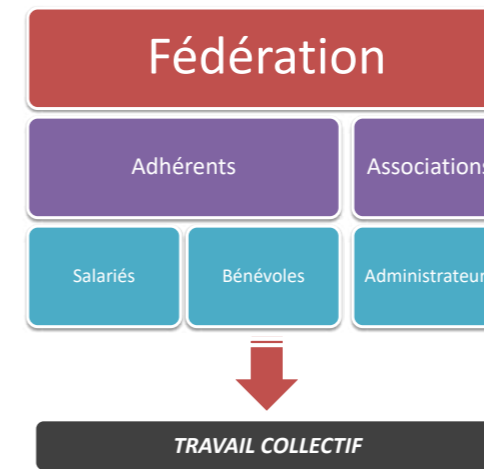 Fédération
Adhérents Associations
Salariés Bénévoles Administrateur
TRAVAIL COLLECTIF